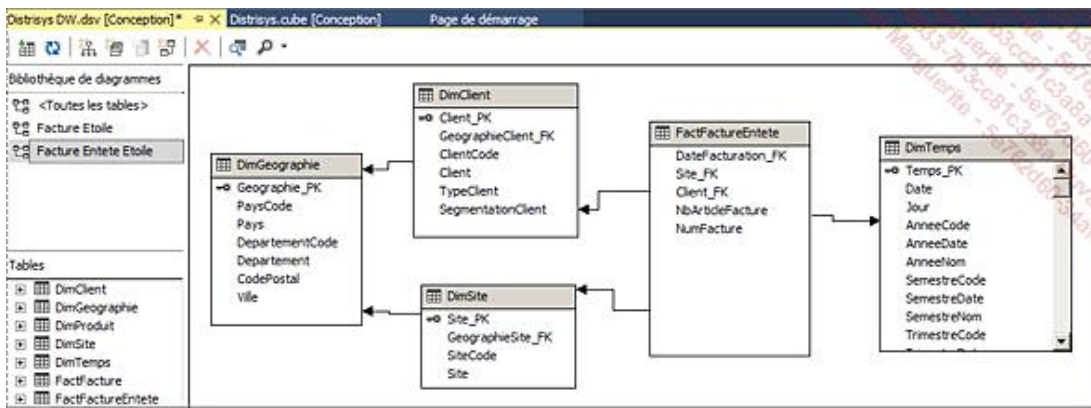 Distrisys DW.dsv [Conception]*
Distrisys.cube [Conception]
Page de démarrage
Bibliothèque de diagrammes
<Toutes les tables>
Facture Etoile
Facture Entete Etoile
Tables
DimClient
DimGeographie
DimProduit
DimSite
DimTemps
FactFacture
FactFactureEntete
DimGeographie
Geographie_PK
PaysCode
Pays
DepartementCode
Departement
CodePostal
Ville
DimClient
Client_PK
GeographieClient_FK
ClientCode
Client
TypeClient
SegmentationClient
DimSite
Site_PK
GeographieSite_FK
SiteCode
Site
FactFactureEntete
DateFacturation_FK
Site_FK
Client_FK
NbArticleFacture
NumFacture
DimTemps
Temps_PK
Date
Jour
AnneeCode
AnneeDate
AnneeNom
SemestreCode
SemestreDate
SemestreNom
TrimestreCode